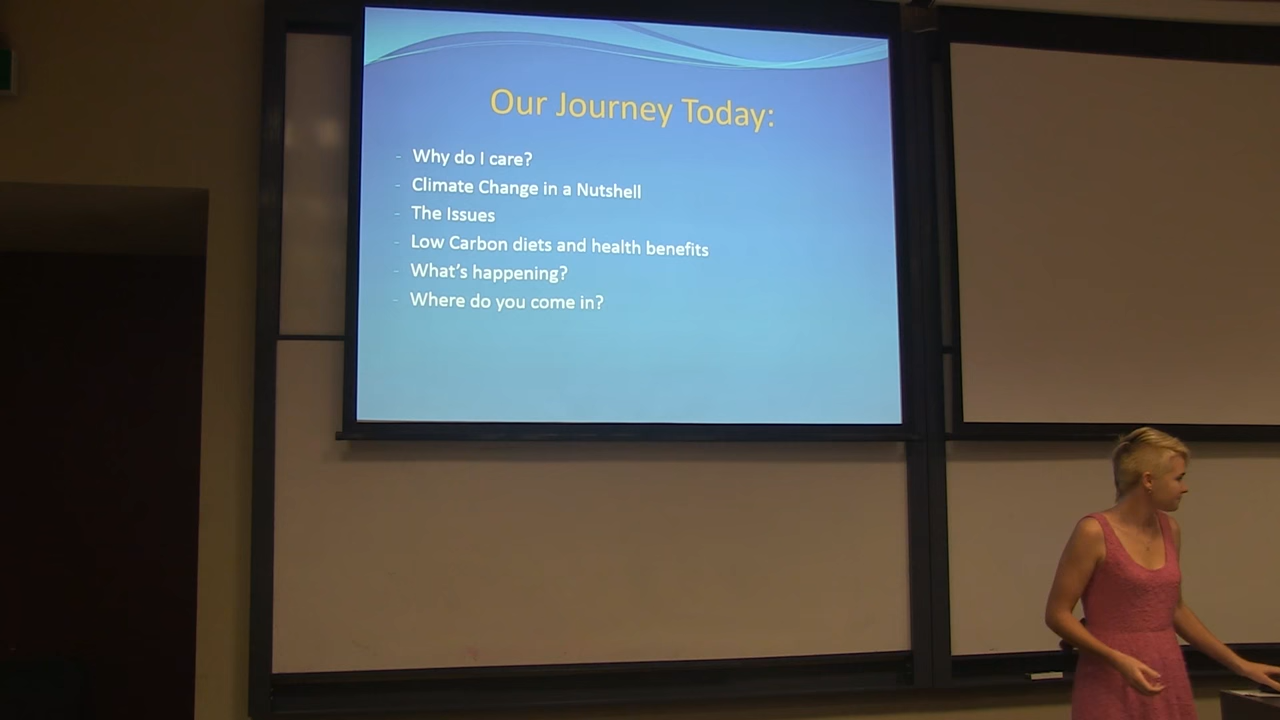 Our Journey Today:
- Why do I care?
- Climate Change in a Nutshell
- The Issues
- Low Carbon diets and health benefits
- What's happening?
- Where do you come in?